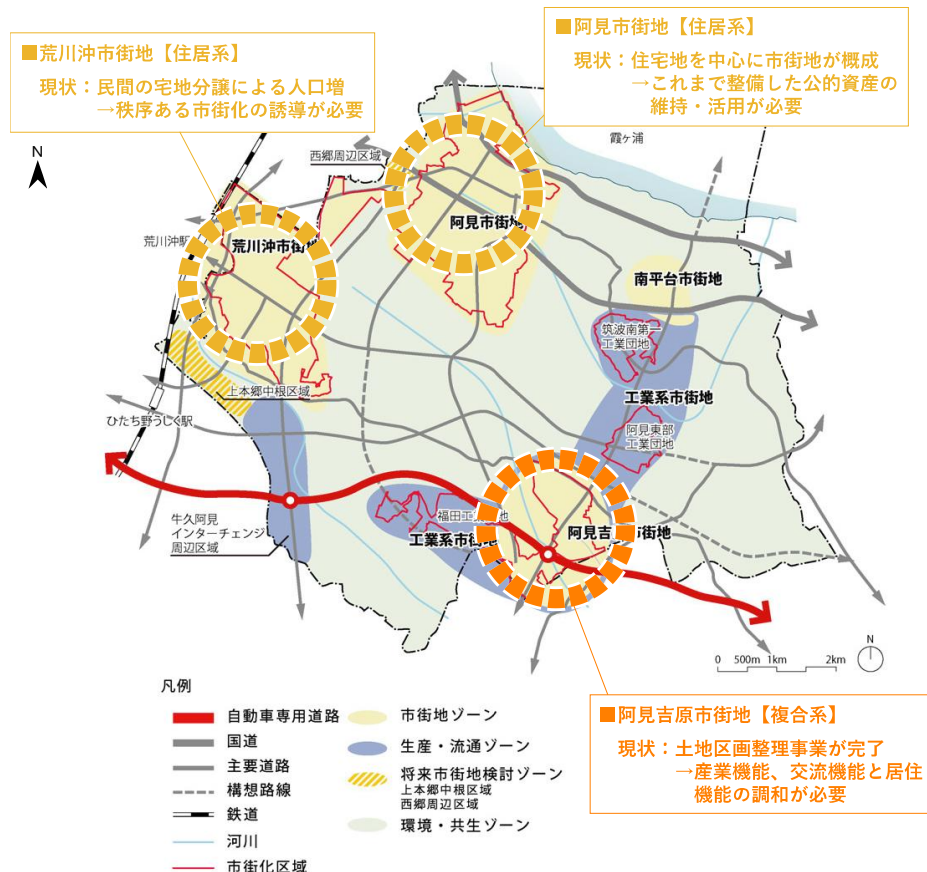 ■荒川沖市街地【住居系】
現状：民間の宅地分譲による人口増
→秩序ある市街化の誘導が必要
■阿見市街地【住居系】
現状：住宅地を中心に市街地が概成
→これまで整備した公的資産の
維持・活用が必要
霞ヶ浦
N
西郷周辺区域
阿見市街地
荒川沖駅
荒川沖市街地
南平台市街地
筑波南第一
工業団地
工業系市街地
上本郷中根区域
阿見東部
工業団地
ひたち野うしく駅
牛久阿見
インターチェンジ
周辺区域
福田工業団地
工業系市街地
阿見吉原市街地
N
0 500m 1km 2km
■阿見吉原市街地【複合系】
現状：土地区画整理事業が完了
→産業機能、交流機能と居住
機能の調和が必要
凡例
自動車専用道路
国道
主要道路
構想路線
鉄道
河川
市街化区域
市街地ゾーン
生産・流通ゾーン
将来市街地検討ゾーン
上本郷中根区域
西郷周辺区域
環境・共生ゾーン